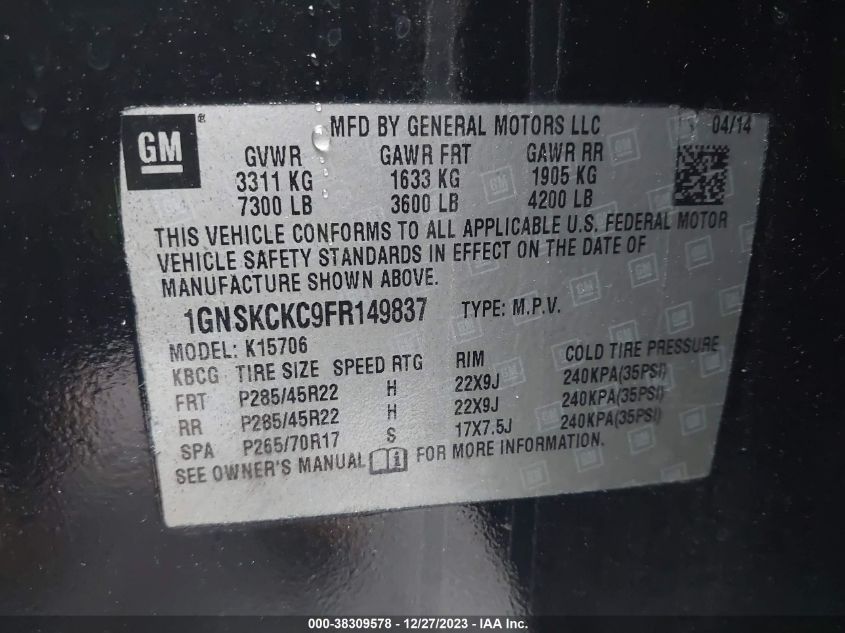 GM ® MFD BY GENERAL MOTORS LLC 04/14
GVWR GAWR FRT GAWR RR
3311 KG 1633 KG 1905 KG
7300 LB 3600 LB 4200 LB
THIS VEHICLE CONFORMS TO ALL APPLICABLE U.S. FEDERAL MOTOR
VEHICLE SAFETY STANDARDS IN EFFECT ON THE DATE OF
MANUFACTURE SHOWN ABOVE.
1GNSKCKC9FR149837 TYPE: M.P.V.
MODEL: K15706
KBCG TIRE SIZE SPEED RTG RIM COLD TIRE PRESSURE
FRT P285/45R22 H 22X9J 240KPA(35PSI)
RR P285/45R22 H 22X9J 240KPA(35PSI)
SPA P265/70R17 S 17X7.5J 240KPA(35PSI)
SEE OWNER'S MANUAL FOR MORE INFORMATION.
000-38309578 - 12/27/2023 - IAA Inc.